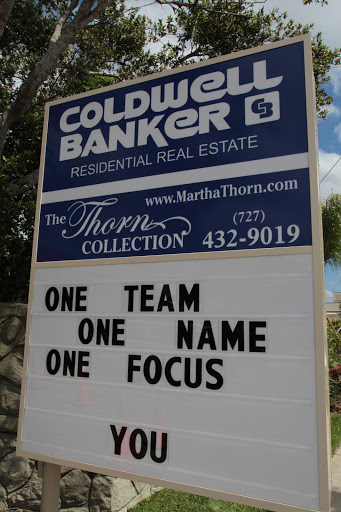 COLDWELL
BANKER CB
RESIDENTIAL REAL ESTATE
www.MarthaThorn.com
The Thorn
COLLECTION
(727)
432-9019
ONE TEAM
ONE NAME
ONE FOCUS
YOU